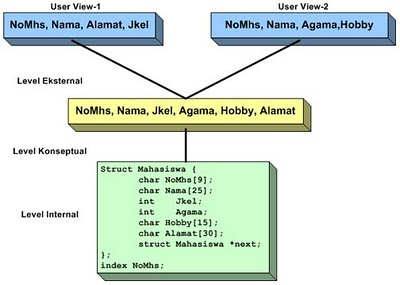 User View-1
User View-2
NoMhs, Nama, Alamat, Jkel
NoMhs, Nama, Agama,Hobby
Level Eksternal
NoMhs, Nama, Jkel, Agama, Hobby, Alamat
Level Konseptual
Struct Mahasiswa {
char NoMhs[9];
char Nama[25];
int Jkel;
int Agama;
char Hobby[15];
char Alamat[30];
struct Mahasiswa *next;
};
index NoMhs;
Level Internal